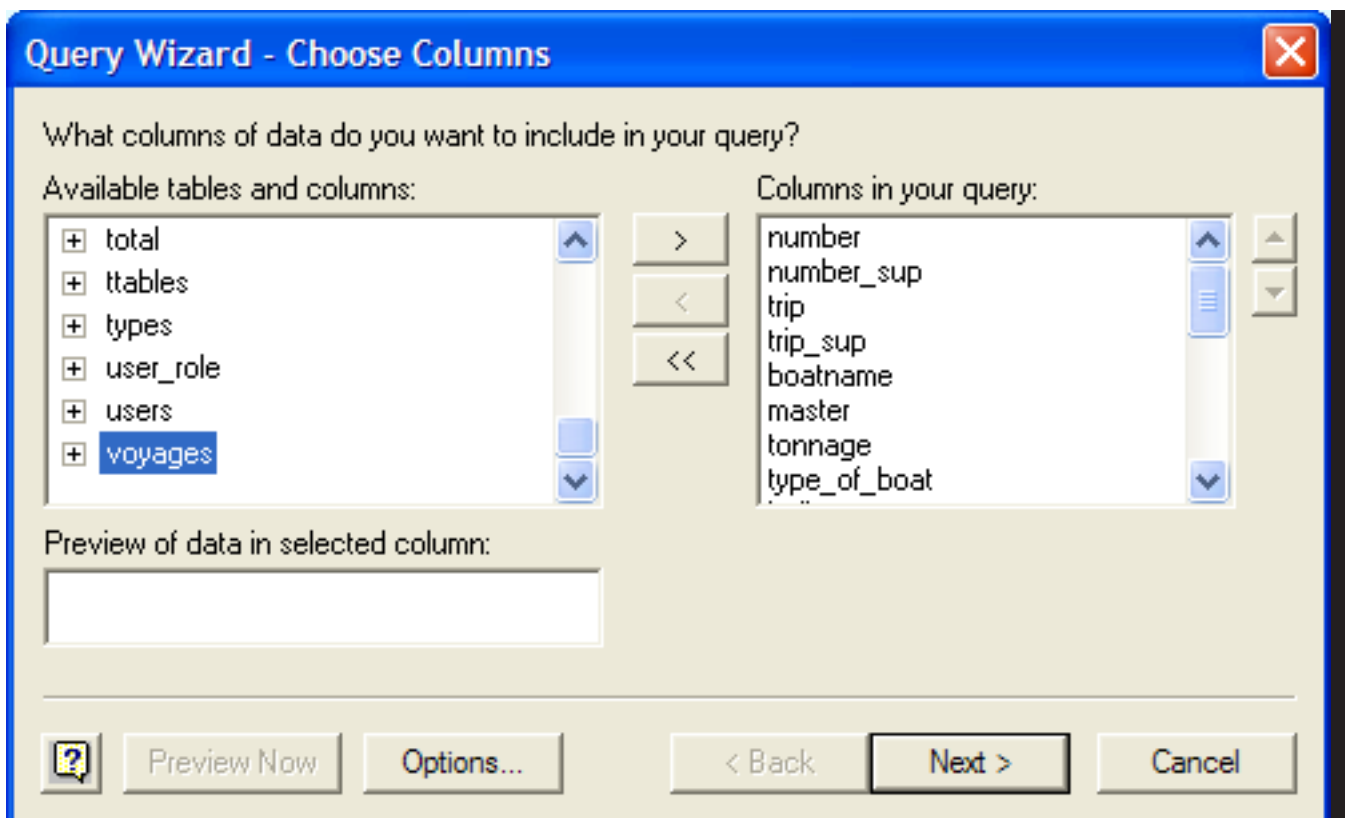 Query Wizard - Choose Columns
What columns of data do you want to include in your query?
Available tables and columns:
Columns in your query:
total
ttables
types
user_role
users
voyages
>
<
<<
number
number_sup
trip
trip_sup
boatname
master
tonnage
type_of_boat
Preview of data in selected column:
?
Preview Now
Options...
< Back
Next >
Cancel